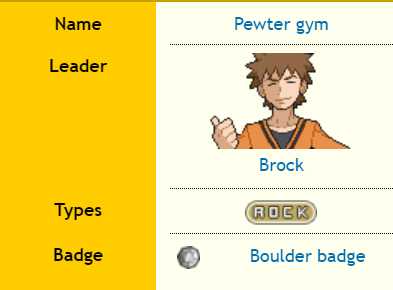 Name Pewter gym
Leader
Brock
Types ROCK
Badge Boulder badge